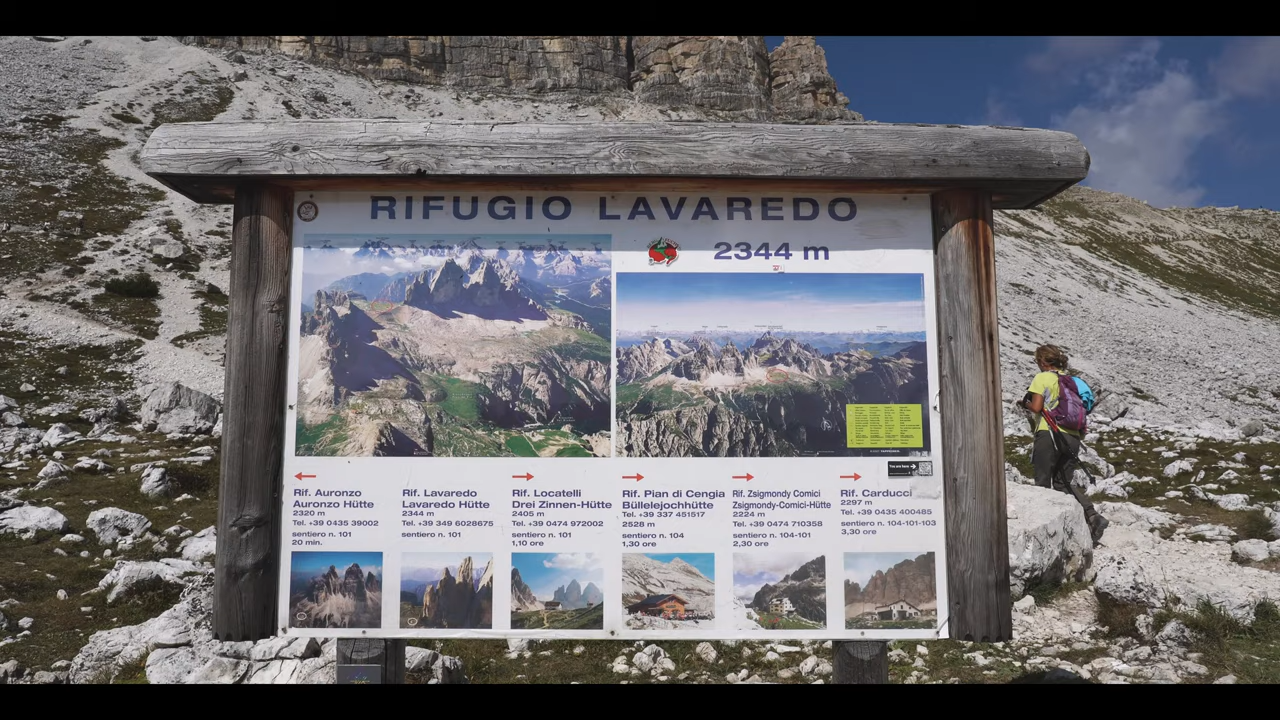 RIFUGIO LAVAREDO
2344 m
You are here
Rif. Auronzo
Auronzo Hütte
2320 m
Tel. +39 0435 39002
sentiero n. 101
20 min.
Rif. Lavaredo
Lavaredo Hütte
2344 m
Tel. +39 349 6028675
sentiero n. 101
Rif. Locatelli
Drei Zinnen-Hütte
2405 m
Tel. +39 0474 972002
sentiero n. 101
1,10 ore
Rif. Pian di Cengia
Büllelejochhütte
Tel. +39 337 451517
2528 m
sentiero n. 104
1,30 ore
Rif. Zsigmondy Comici
Zsigmondy-Comici-Hütte
2224 m
Tel. +39 0474 710358
sentiero n. 104-101
2,30 ore
Rif. Carducci
2297 m
Tel. +39 0435 400485
sentiero n. 104-101-103
3,30 ore